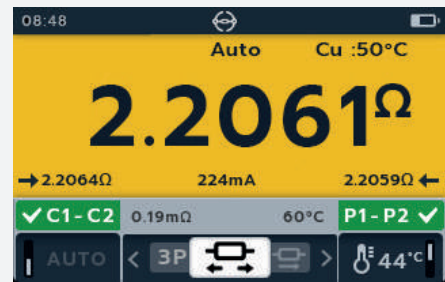 08:48
Auto Cu :50°C
2.2061Ω
→2.2064Ω 224mA 2.2059Ω←
✓C1-C2 0.19mΩ 60°C P1-P2✓
AUTO < 3P > 44°C